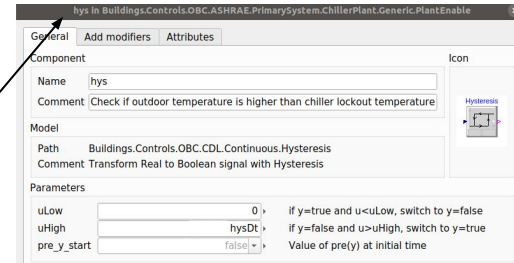 hys in Buildings.Controls.OBC.ASHRAE.PrimarySystem.ChillerPlant.Generic.PlantEnable
General Add modifiers Attributes
Component Icon
Name hys
Comment Check if outdoor temperature is higher than chiller lockout temperature
Hysteresis
Model
Path Buildings.Controls.OBC.CDL.Continuous.Hysteresis
Comment Transform Real to Boolean signal with Hysteresis
Parameters
uLow 0 if y=true and u<uLow, switch to y=false
uHigh hysDt if y=false and u>uHigh, switch to y=true
pre_y_start false Value of pre(y) at initial time